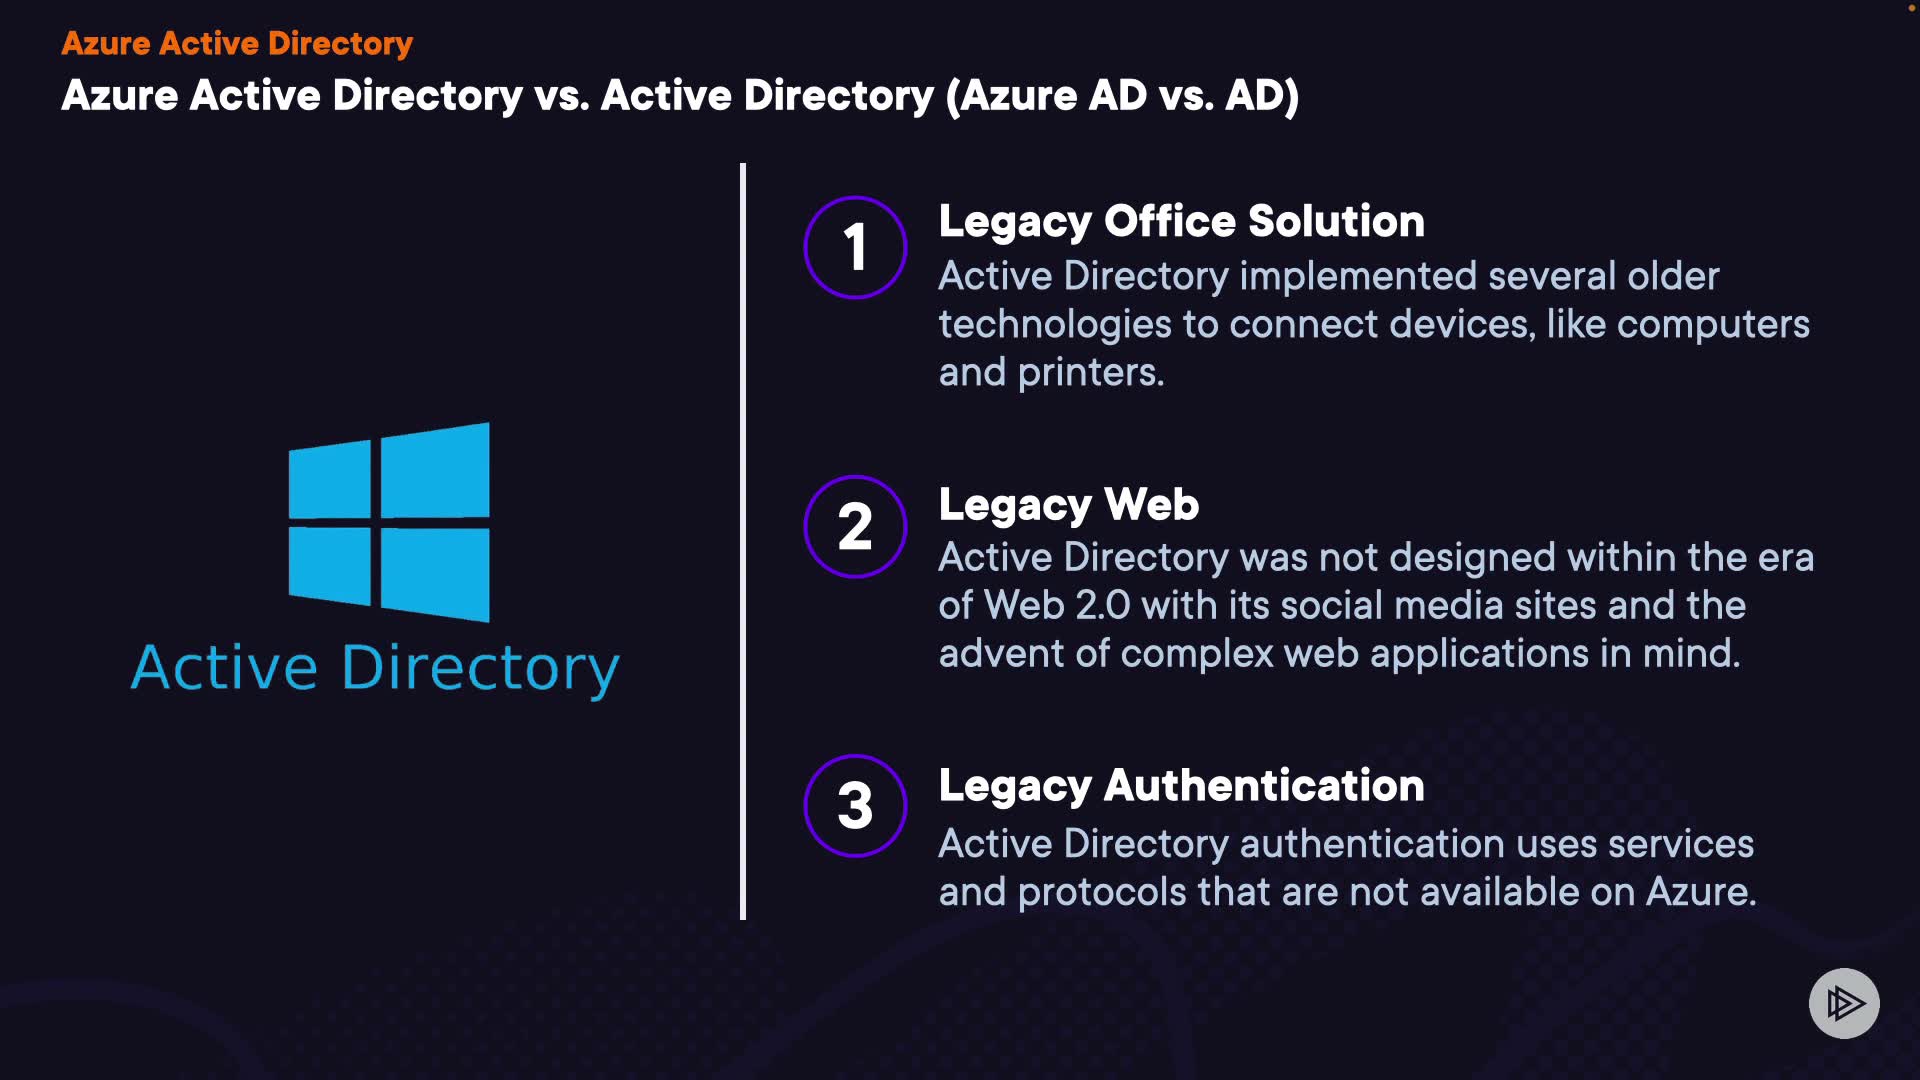 Azure Active Directory
Azure Active Directory vs. Active Directory (Azure AD vs. AD)
Active Directory
1
Legacy Office Solution
Active Directory implemented several older
technologies to connect devices, like computers
and printers.
2
Legacy Web
Active Directory was not designed within the era
of Web 2.0 with its social media sites and the
advent of complex web applications in mind.
3
Legacy Authentication
Active Directory authentication uses services
and protocols that are not available on Azure.